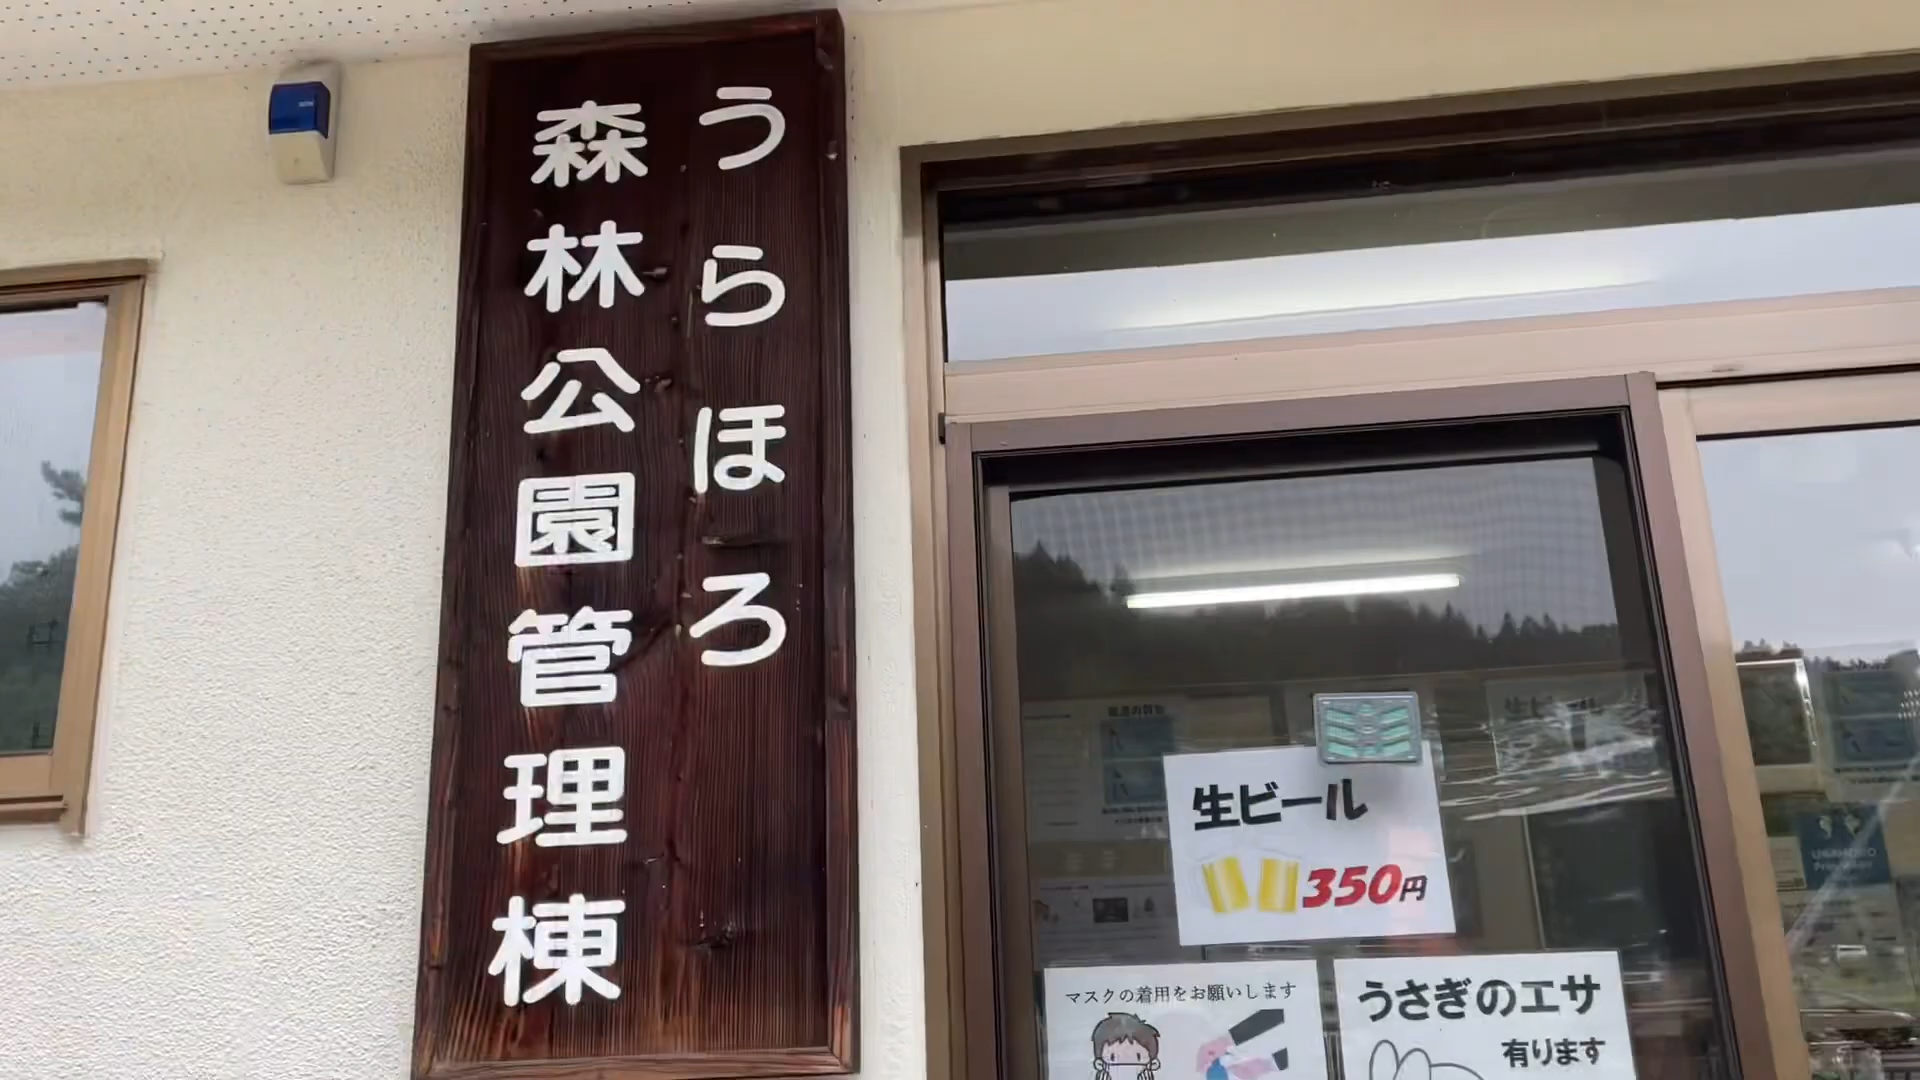 うらほろ
森林公園管理棟
生ビール
350円
マスクの着用をお願いします
うさぎのエサ
有ります